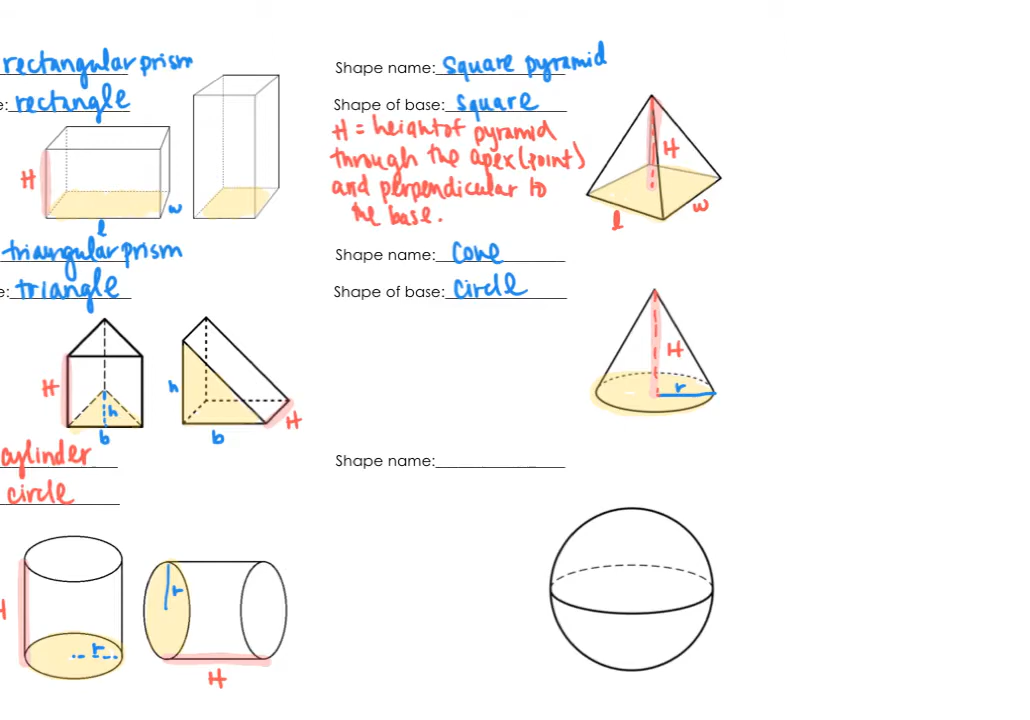 rectangular prism
e: rectangle
H
w
l
Shape name: square pyramid
Shape of base: square
H = height of pyramid
through the apex (point)
and perpendicular to
the base.
H
l
w
triangular prism
e: triangle
H
h
b
h
b
H
Shape name: cone
Shape of base: circle
H
r
cylinder
circle
H
r
r
H
Shape name: